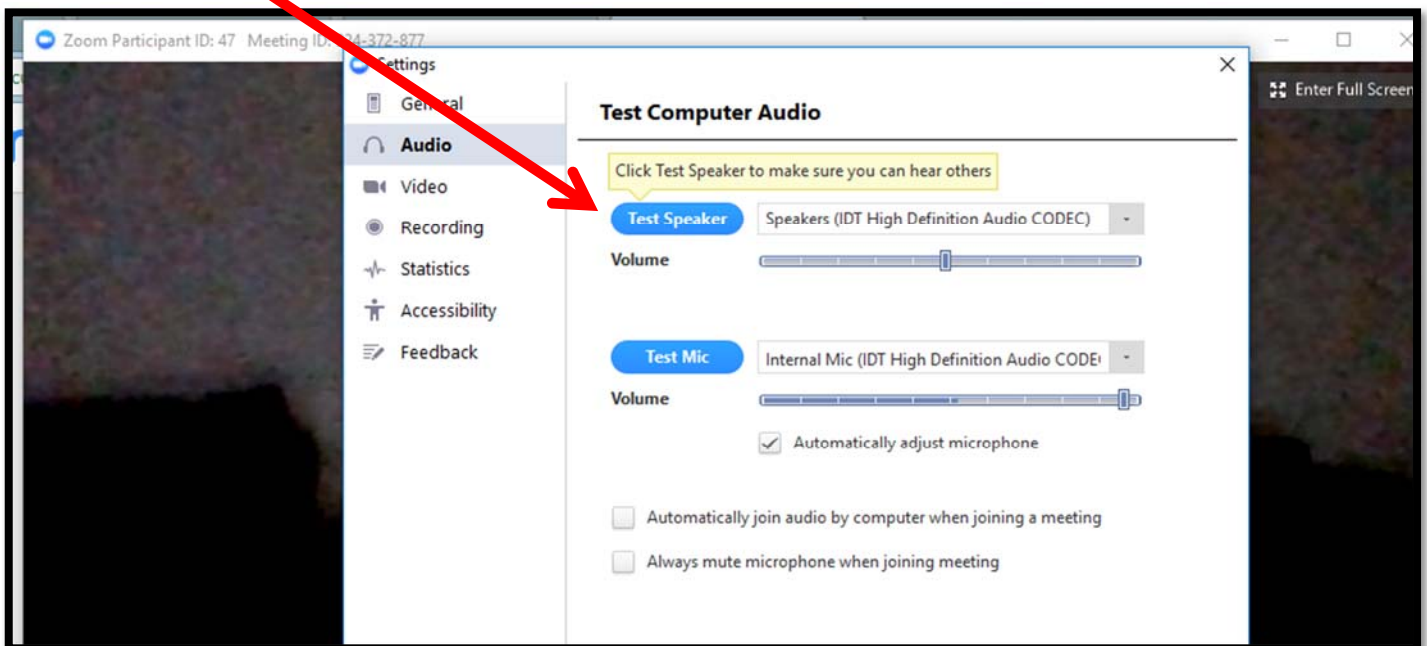 Zoom Participant ID: 47 Meeting ID: 4-372-877
Settings
Enter Full Screen
General
Audio
Video
Recording
Statistics
Accessibility
Feedback
Test Computer Audio
Click Test Speaker to make sure you can hear others
Test Speaker Speakers (IDT High Definition Audio CODEC)
Volume
Test Mic Internal Mic (IDT High Definition Audio CODE
Volume
Automatically adjust microphone
Automatically join audio by computer when joining a meeting
Always mute microphone when joining meeting